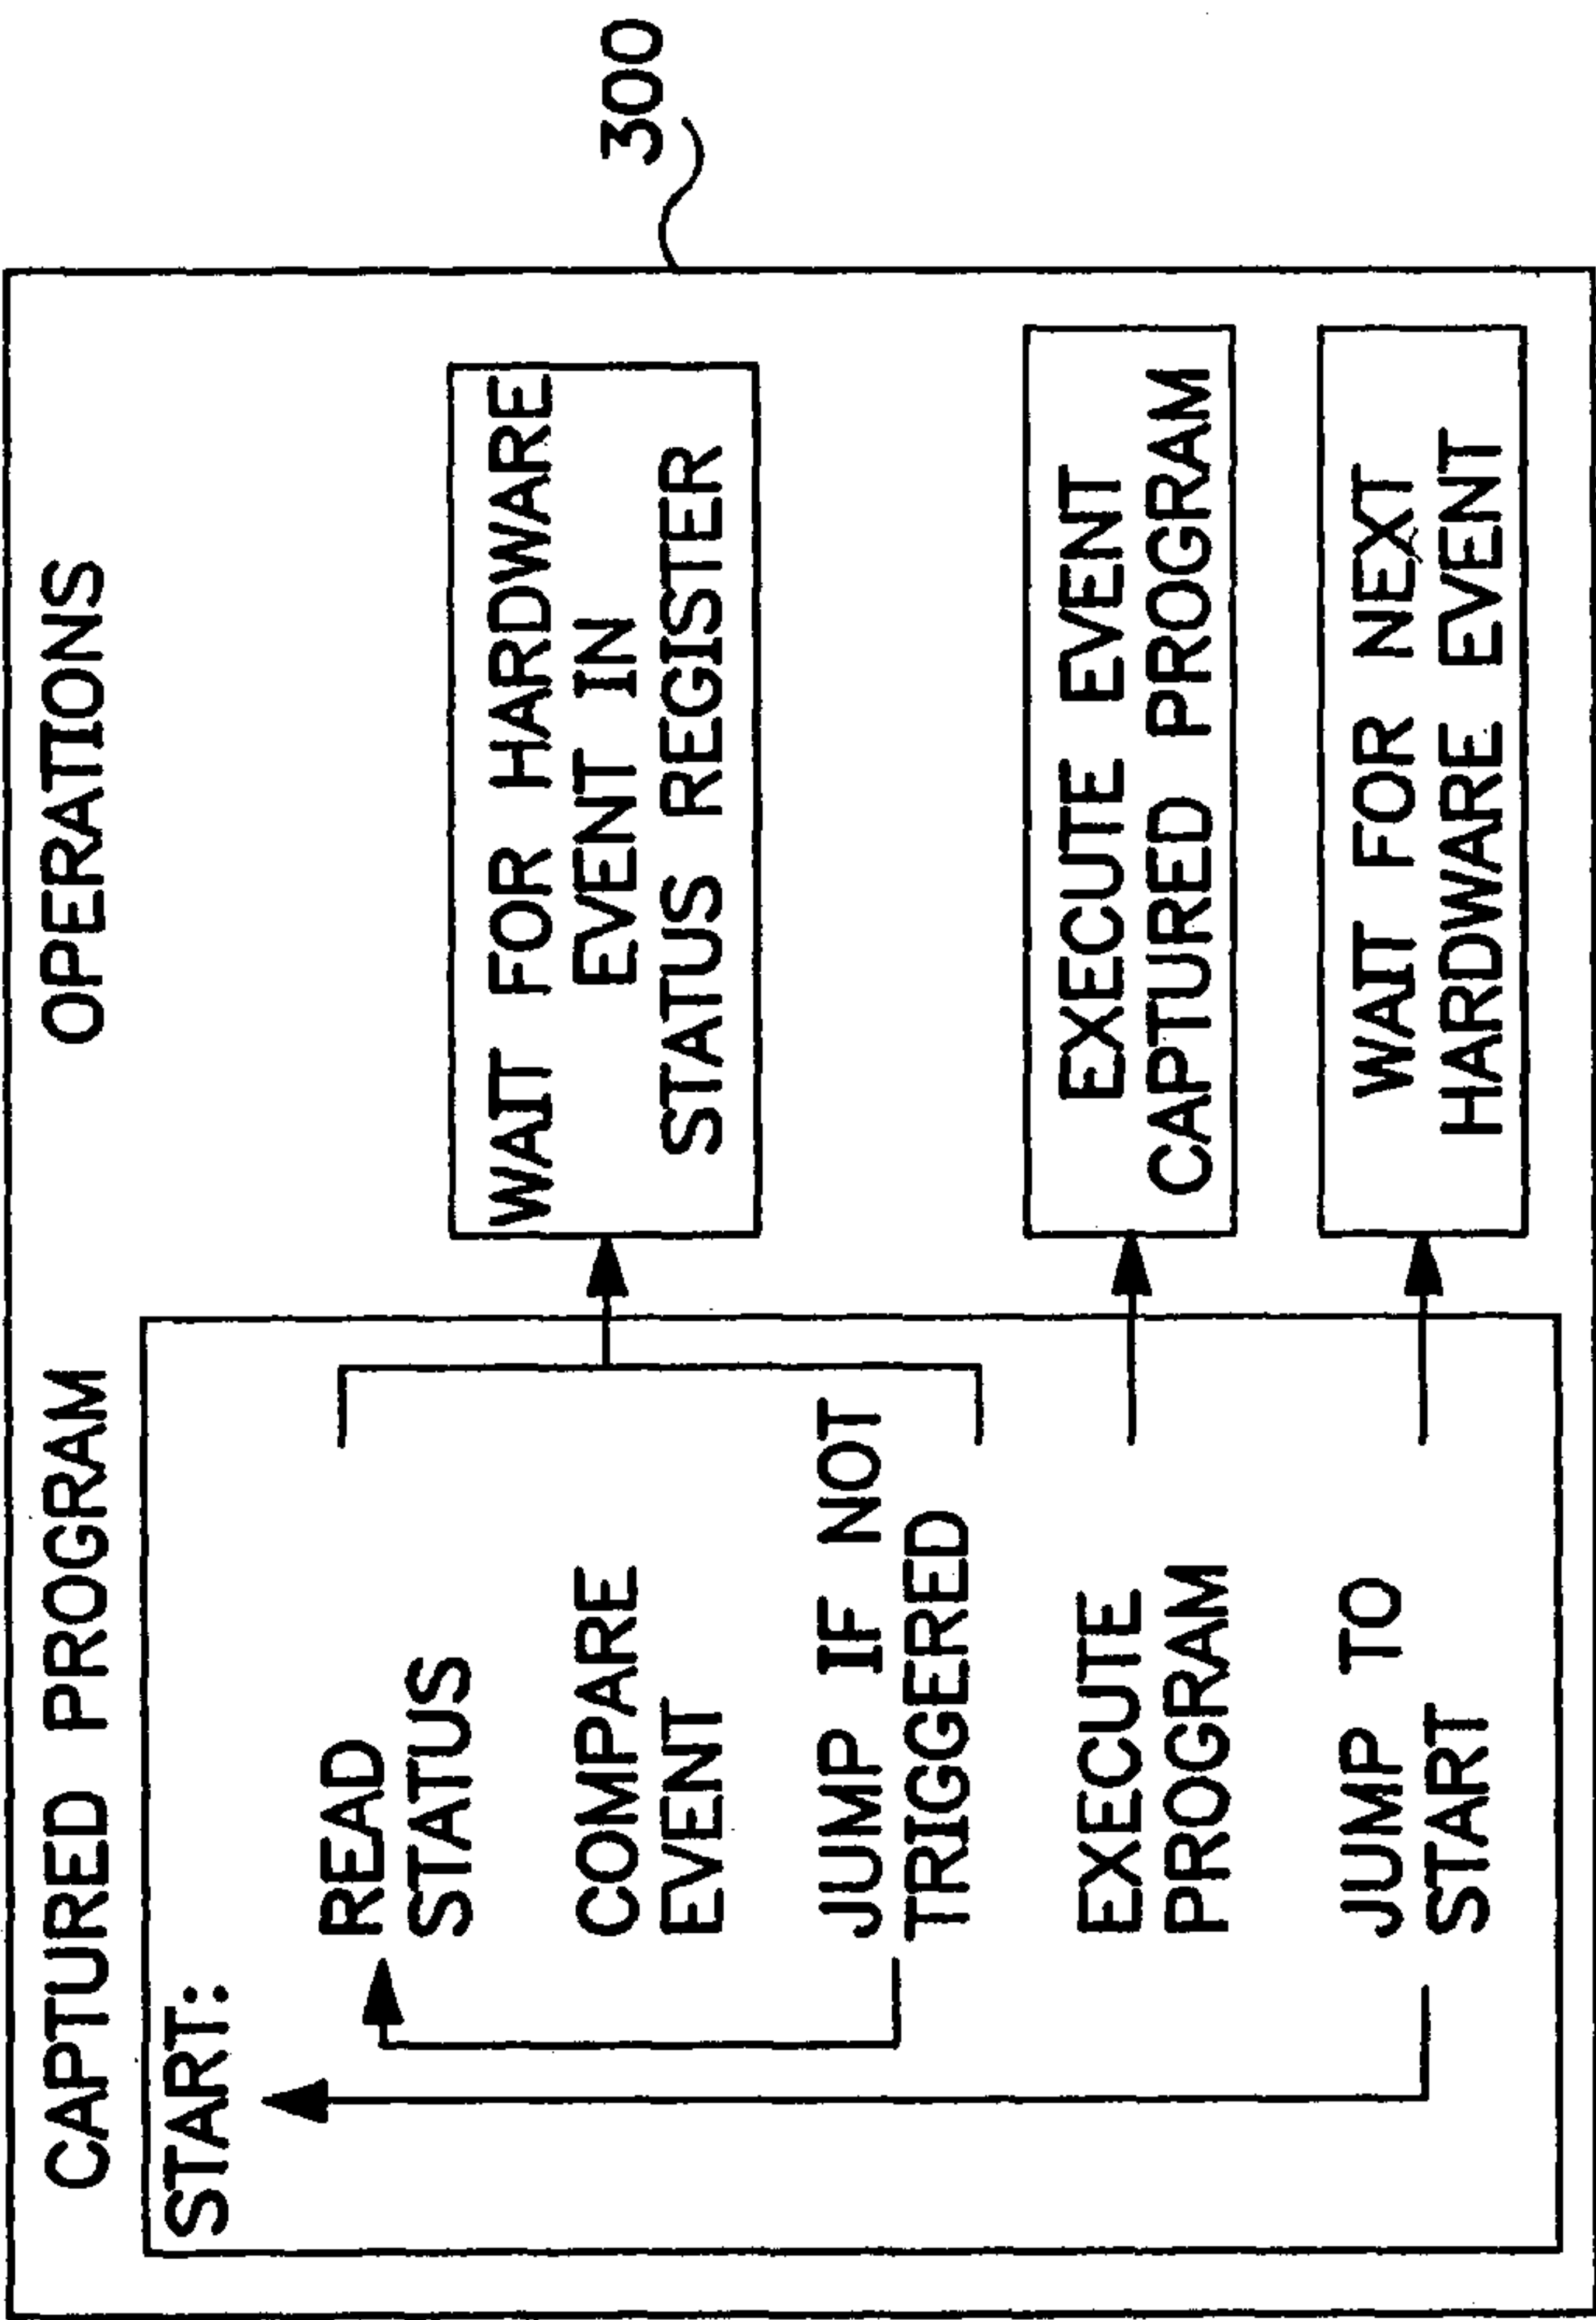 CAPTURED PROGRAM
OPERATIONS
START:
READ
STATUS
COMPARE
EVENT
JUMP IF NOT
TRIGGERED
EXECUTE
PROGRAM
JUMP TO
START
WAIT FOR HARDWARE
EVENT IN
STATUS REGISTER
EXECUTE EVENT
CAPTURED PROGRAM
WAIT FOR NEXT
HARDWARE EVENT
300